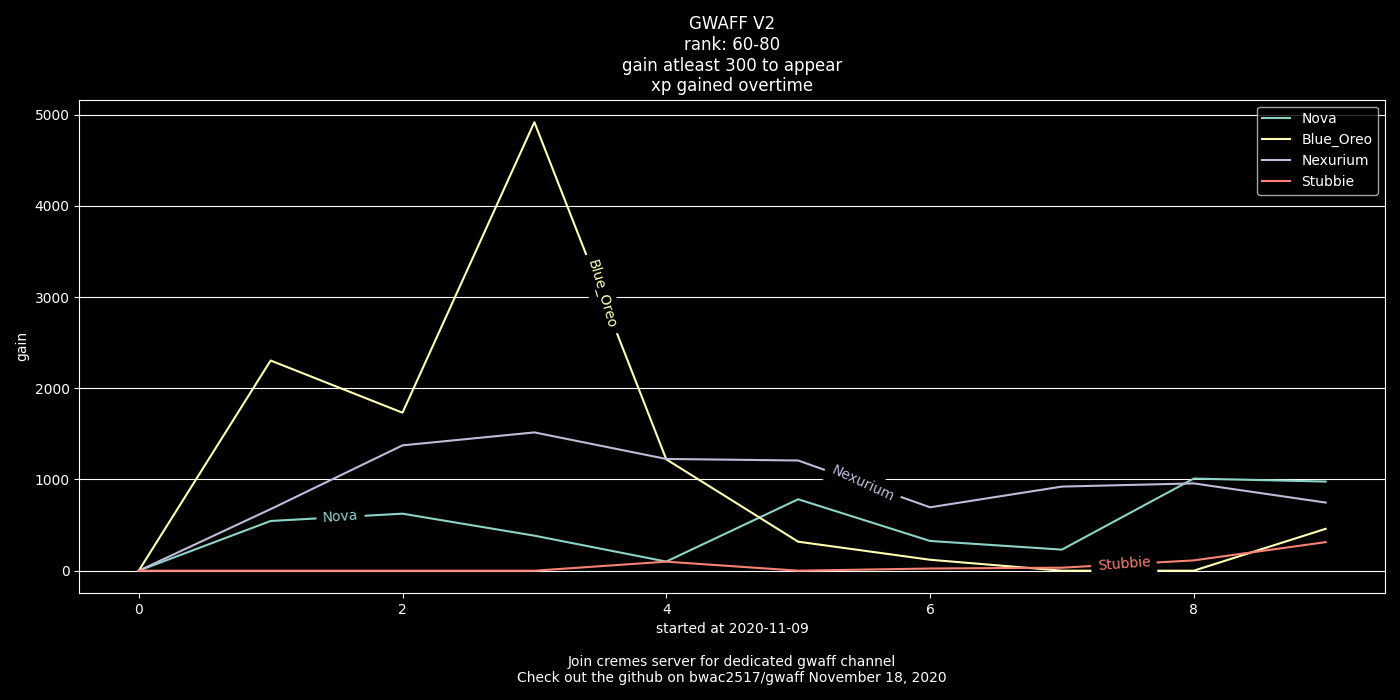 GWAFF V2
rank: 60-80
gain atleast 300 to appear
xp gained overtime
5000
4000
3000
2000
1000
0
gain
Nova
Blue_Oreo
Nexurium
Stubbie
Blue_Oreo
Nexurium
Nova
Stubbie
0 2 4 6 8
started at 2020-11-09
Join cremes server for dedicated gwaff channel
Check out the github on bwac2517/gwaff November 18, 2020